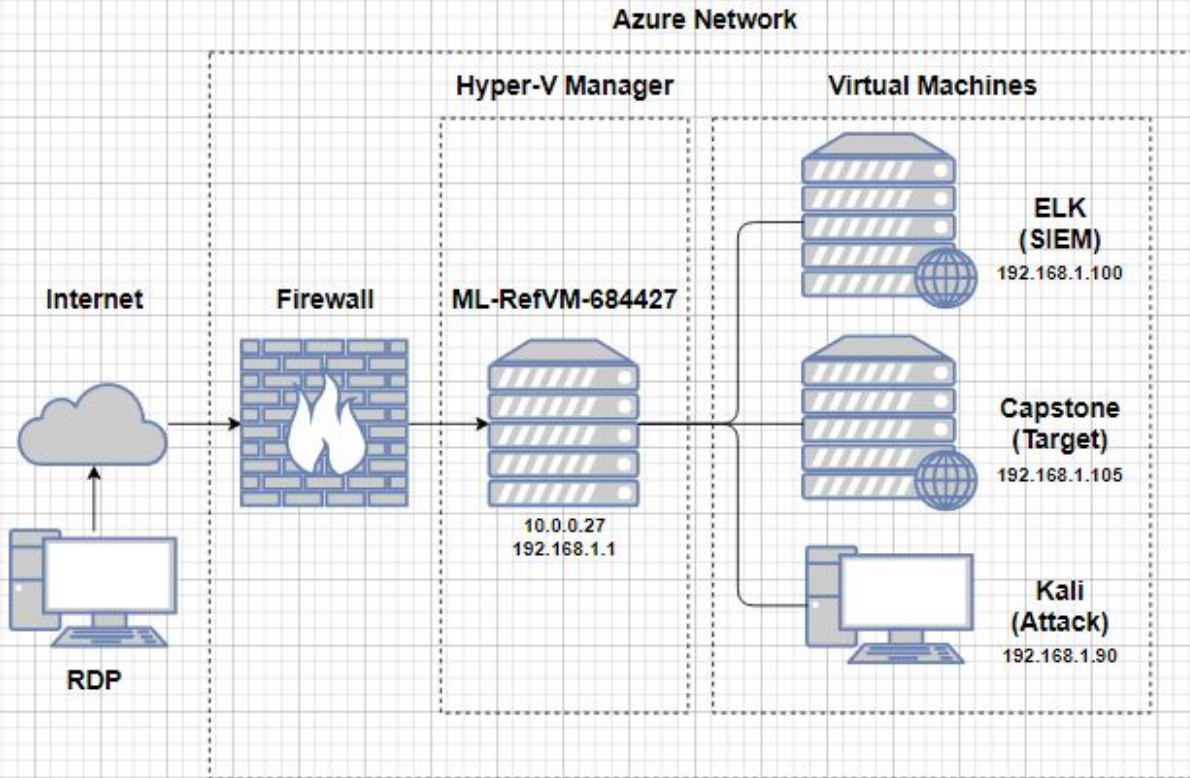 Azure Network
Hyper-V Manager
Virtual Machines
ELK
(SIEM)
192.168.1.100
Internet
Firewall
ML-RefVM-684427
Capstone
(Target)
192.168.1.105
10.0.0.27
192.168.1.1
Kali
(Attack)
192.168.1.90
RDP